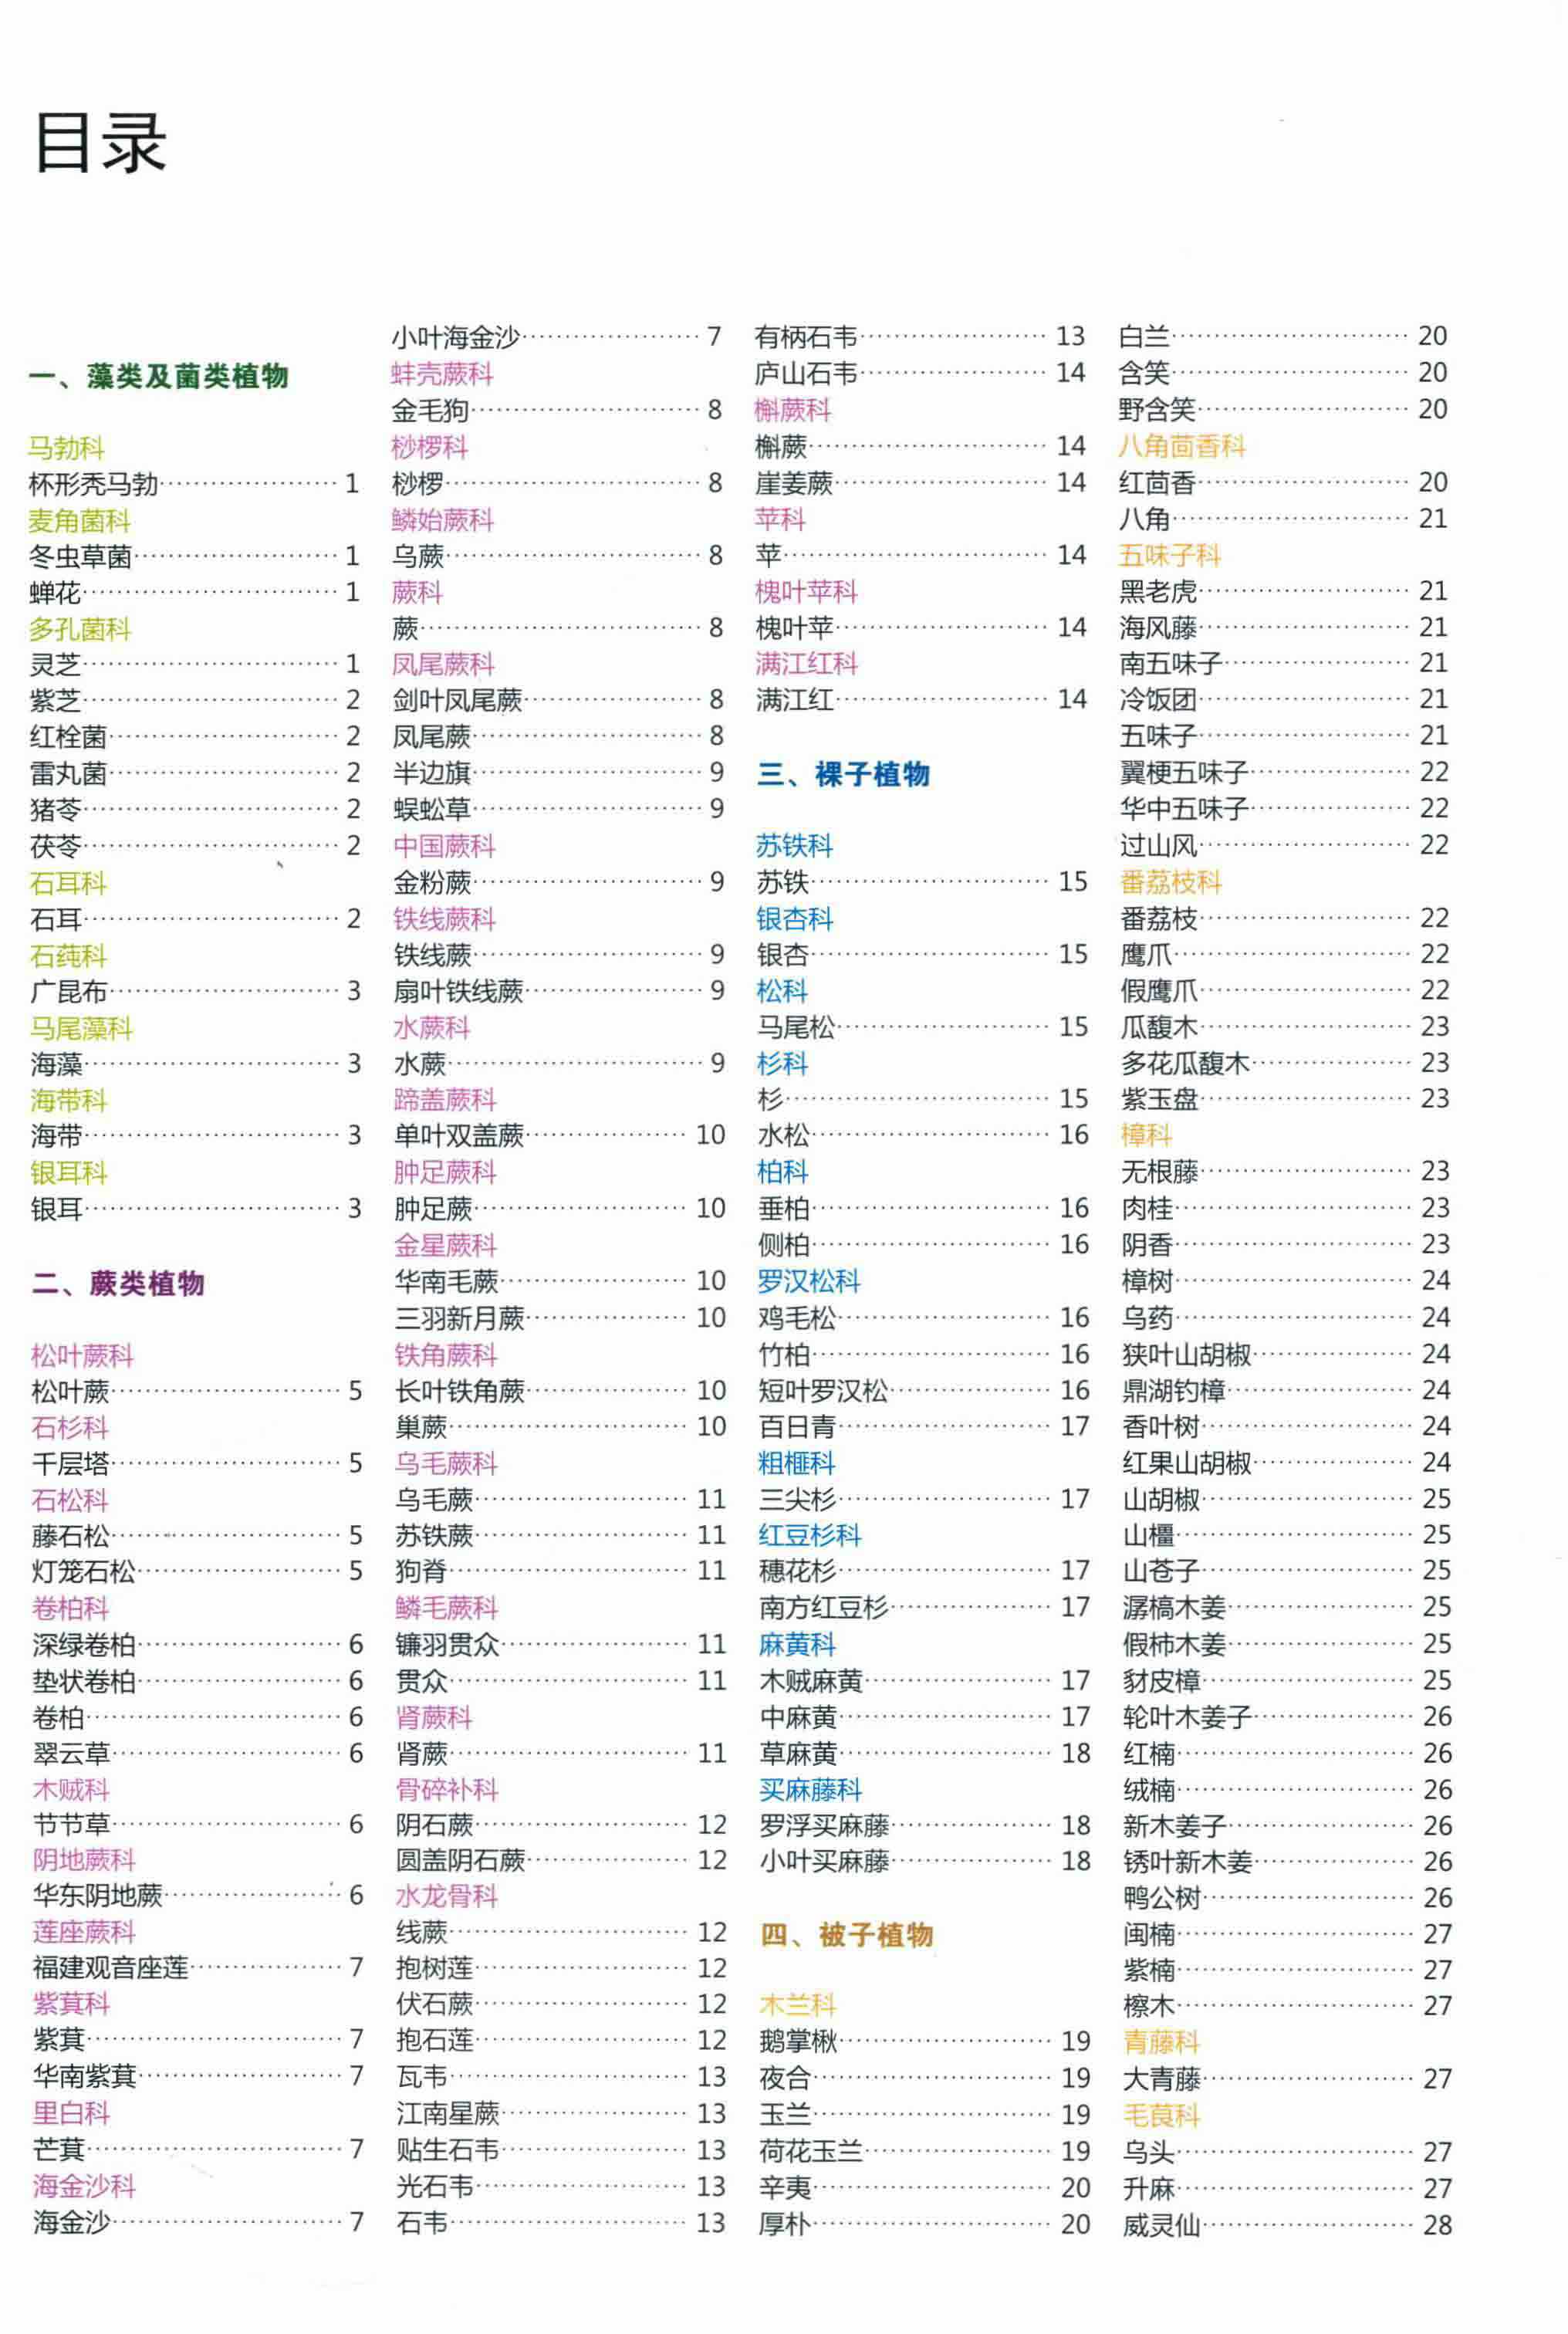 目录
一、藻类及菌类植物
马勃科
杯形秃马勃 1
麦角菌科
冬虫草菌 1
蝉花 1
多孔菌科
灵芝 1
紫芝 2
红栓菌 2
雷丸菌 2
猪苓 2
茯苓 2
石耳科
石耳 2
石莼科
广昆布 3
马尾藻科
海藻 3
海带科
海带 3
银耳科
银耳 3
二、蕨类植物
松叶蕨科
松叶蕨 5
石杉科
千层塔 5
石松科
藤石松 5
灯笼石松 5
卷柏科
深绿卷柏 6
垫状卷柏 6
卷柏 6
翠云草 6
木贼科
节节草 6
阴地蕨科
华东阴地蕨 6
莲座蕨科
福建观音座莲 7
紫萁科
紫萁 7
华南紫萁 7
里白科
芒萁 7
海金沙科
海金沙 7
小叶海金沙 7
蚌壳蕨科
金毛狗 8
桫椤科
桫椤 8
鳞始蕨科
乌蕨 8
蕨科
蕨 8
凤尾蕨科
剑叶凤尾蕨 8
凤尾蕨 8
半边旗 9
蜈蚣草 9
中国蕨科
金粉蕨 9
铁线蕨科
铁线蕨 9
扇叶铁线蕨 9
水蕨科
水蕨 9
蹄盖蕨科
单叶双盖蕨 10
肿足蕨科
肿足蕨 10
金星蕨科
华南毛蕨 10
三羽新月蕨 10
铁角蕨科
长叶铁角蕨 10
巢蕨 10
乌毛蕨科
乌毛蕨 11
苏铁蕨 11
狗脊 11
鳞毛蕨科
镰羽贯众 11
贯众 11
肾蕨科
肾蕨 11
骨碎补科
阴石蕨 12
圆盖阴石蕨 12
水龙骨科
线蕨 12
抱树莲 12
伏石蕨 12
抱石莲 12
瓦韦 13
江南星蕨 13
贴生石韦 13
光石韦 13
石韦 13
有柄石韦 13
庐山石韦 14
槲蕨科
槲蕨 14
崖姜蕨 14
苹科
苹 14
槐叶苹科
槐叶苹 14
满江红科
满江红 14
三、裸子植物
苏铁科
苏铁 15
银杏科
银杏 15
松科
马尾松 15
杉科
杉 15
水松 16
柏科
垂柏 16
侧柏 16
罗汉松科
鸡毛松 16
竹柏 16
短叶罗汉松 16
百日青 17
粗榧科
三尖杉 17
红豆杉科
穗花杉 17
南方红豆杉 17
麻黄科
木贼麻黄 17
中麻黄 17
草麻黄 18
买麻藤科
罗浮买麻藤 18
小叶买麻藤 18
四、被子植物
木兰科
鹅掌楸 19
夜合 19
玉兰 19
荷花玉兰 19
辛夷 20
厚朴 20
白兰 20
含笑 20
野含笑 20
八角茴香科
红茴香 20
八角 21
五味子科
黑老虎 21
海风藤 21
南五味子 21
冷饭团 21
五味子 21
翼梗五味子 22
华中五味子 22
过山风 22
番荔枝科
番荔枝 22
鹰爪 22
假鹰爪 22
瓜馥木 23
多花瓜馥木 23
紫玉盘 23
樟科
无根藤 23
肉桂 23
阴香 23
樟树 24
乌药 24
狭叶山胡椒 24
鼎湖钓樟 24
香叶树 24
红果山胡椒 24
山胡椒 25
山橿 25
山苍子 25
潺槁木姜 25
假柿木姜 25
豺皮樟 25
轮叶木姜子 26
红楠 26
绒楠 26
新木姜子 26
锈叶新木姜 26
鸭公树 26
闽楠 27
紫楠 27
檫木 27
青藤科
大青藤 27
毛茛科
乌头 27
升麻 27
威灵仙 28